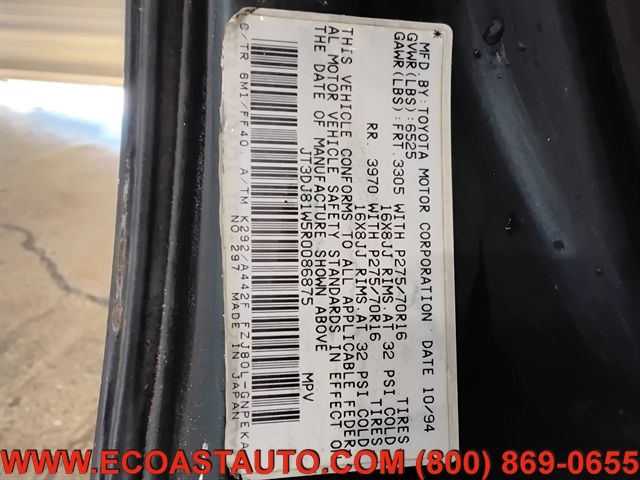 MFD BY: TOYOTA MOTOR CORPORATION DATE 10/94
GVWR(LBS): 6525
GAWR(LBS): FRT. 3305 WITH P275/70R16 TIRES
16X8JJ RIMS, AT 32 PSI COLD
RR. 3970 WITH P275/70R16 TIRES
16X8JJ RIMS, AT 32 PSI COLD
THIS VEHICLE CONFORMS TO ALL APPLICABLE FEDER
AL MOTOR VEHICLE SAFETY STANDARDS IN EFFECT O
THE DATE OF MANUFACTURE SHOWN ABOVE
JT3DJ81W5R0086875 MPV
C/TR 6M1/FF40 A/TM K292/A442F FZJ80L-GNPEKA
NO.297 MADE IN JAPAN
WWW.ECOASTAUTO.COM (800) 869-0655